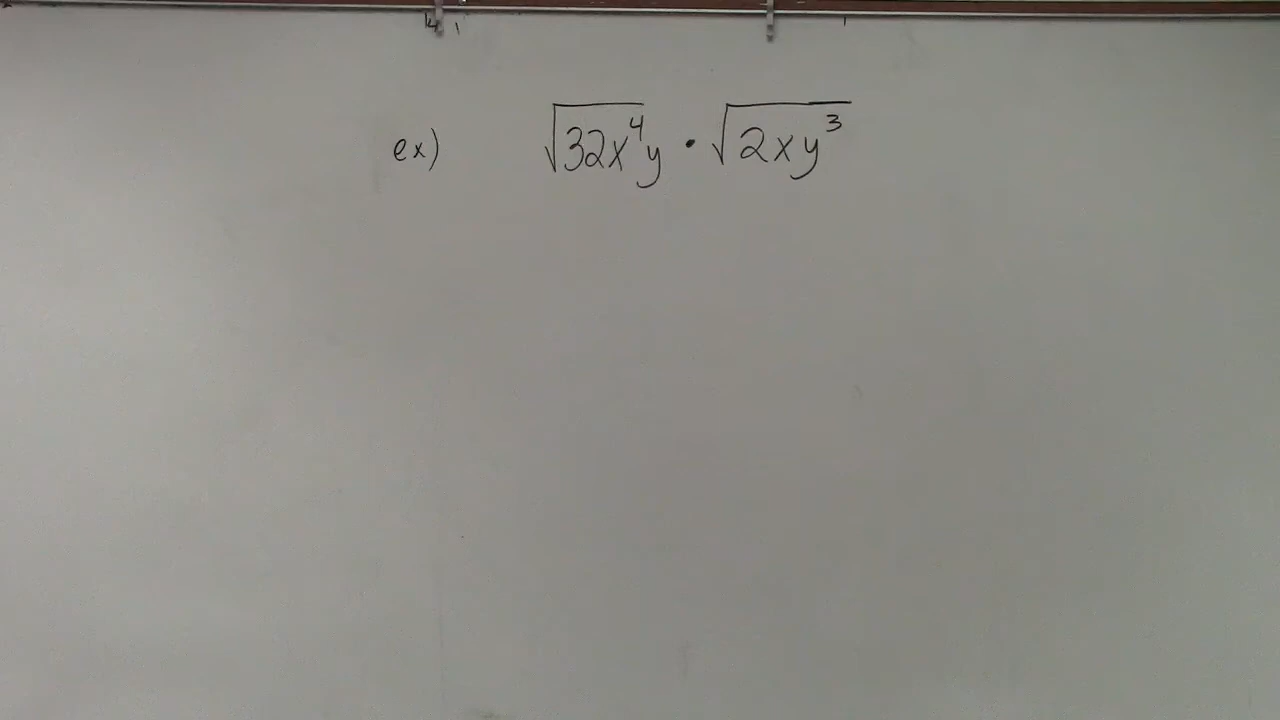 ex) √32x⁴y · √2xy³